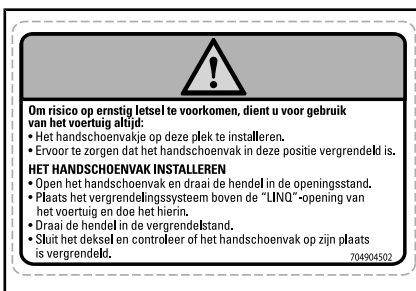 Om risico op ernstig letsel te voorkomen, dient u voor gebruik
van het voertuig altijd:
• Het handschoenvakje op deze plek te installeren.
• Ervoor te zorgen dat het handschoenvak in deze positie vergrendeld is.
HET HANDSCHOENVAK INSTALLEREN
• Open het handschoenvak en draai de hendel in de openingsstand.
• Plaats het vergrendelingssysteem boven de “LINQ”-opening van
het voertuig en doe het hierin.
• Draai de hendel in de vergrendelstand.
• Sluit het deksel en controleer of het handschoenvak op zijn plaats
is vergrendeld.
704904502